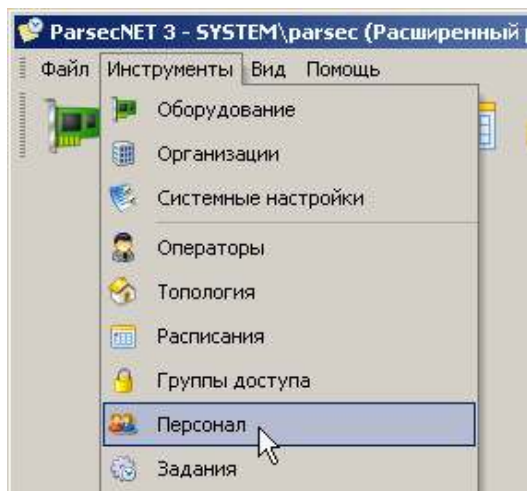 ParsecNET 3 - SYSTEM\parsec (Расширенный
Файл Инструменты Вид Помощь
Оборудование
Организации
Системные настройки
Операторы
Топология
Расписания
Группы доступа
Персонал
Задания